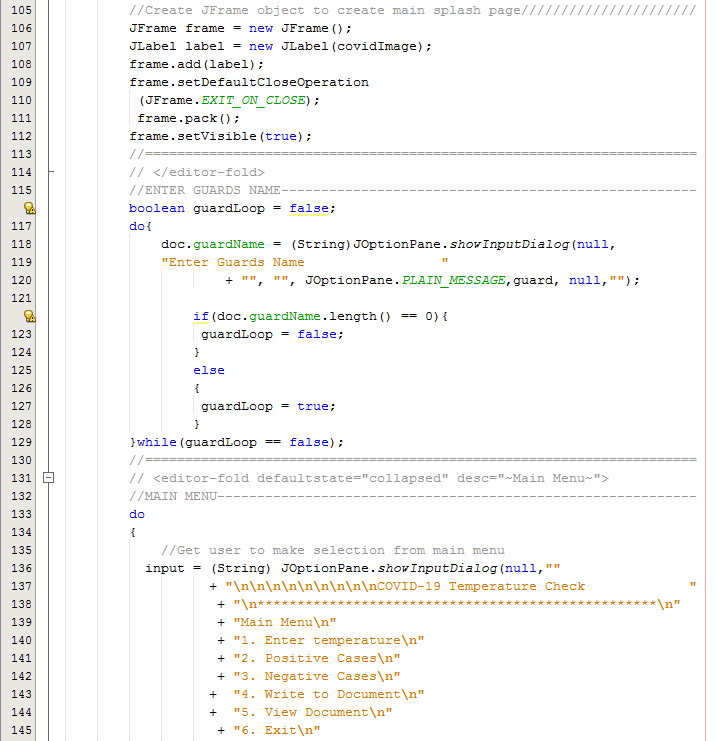 105 //Create JFrame object to create main splash page//////////////////////
106 JFrame frame = new JFrame();
107 JLabel label = new JLabel(covidImage);
108 frame.add(label);
109 frame.setDefaultCloseOperation
110 (JFrame.EXIT_ON_CLOSE);
111 frame.pack();
112 frame.setVisible(true);
113 //=====================================================================
114 // </editor-fold>
115 //ENTER GUARDS NAME----------------------------------------------------
boolean guardLoop = false;
117 do{
118 doc.guardName = (String)JOptionPane.showInputDialog(null,
119 "Enter Guards Name                 "
120 + "", "", JOptionPane.PLAIN_MESSAGE,guard, null,"");
121
if(doc.guardName.length() == 0){
123 guardLoop = false;
124 }
125 else
126 {
127 guardLoop = true;
128 }
129 }while(guardLoop == false);
130 //=====================================================================
131 // <editor-fold defaultstate="collapsed" desc="~Main Menu~">
132 //MAIN MENU------------------------------------------------------------
133 do
134 {
135 //Get user to make selection from main menu
136 input = (String) JOptionPane.showInputDialog(null,""
137 + "\n\n\n\n\n\n\n\n\nCOVID-19 Temperature Check             "
138 + "\n**************************************************\n"
139 + "Main Menu\n"
140 + "1. Enter temperature\n"
141 + "2. Positive Cases\n"
142 + "3. Negative Cases\n"
143 + "4. Write to Document\n"
144 + "5. View Document\n"
145 + "6. Exit\n"